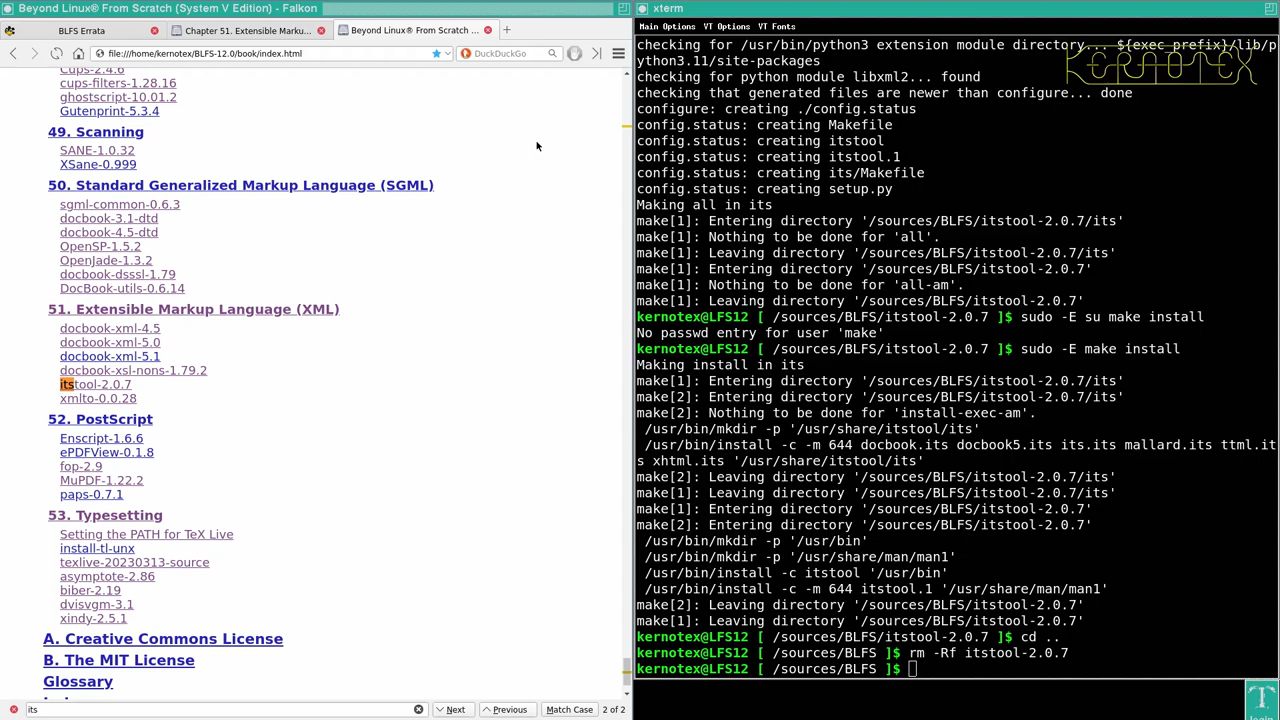 Beyond Linux® From Scratch (System V Edition) - Falkon
BLFS Errata
Chapter 51. Extensible Marku...
Beyond Linux® From Scratch ...
file:///home/kernotex/BLFS-12.0/book/index.html
DuckDuckGo
Cups-2.4.6
cups-filters-1.28.16
ghostscript-10.01.2
Gutenprint-5.3.4
49. Scanning
SANE-1.0.32
XSane-0.999
50. Standard Generalized Markup Language (SGML)
sgml-common-0.6.3
docbook-3.1-dtd
docbook-4.5-dtd
OpenSP-1.5.2
OpenJade-1.3.2
docbook-dsssl-1.79
DocBook-utils-0.6.14
51. Extensible Markup Language (XML)
docbook-xml-4.5
docbook-xml-5.0
docbook-xml-5.1
docbook-xsl-nons-1.79.2
itstool-2.0.7
xmlto-0.0.28
52. PostScript
Enscript-1.6.6
ePDFView-0.1.8
fop-2.9
MuPDF-1.22.2
paps-0.7.1
53. Typesetting
Setting the PATH for TeX Live
install-tl-unx
texlive-20230313-source
asymptote-2.86
biber-2.19
dvisvgm-3.1
xindy-2.5.1
A. Creative Commons License
B. The MIT License
Glossary
its
Next
Previous
Match Case
2 of 2
xterm
Main Options VT Options VT Fonts
KERNOTEX
checking for /usr/bin/python3 extension module directory... ${exec_prefix}/lib/p
ython3.11/site-packages
checking for python module libxml2... found
checking that generated files are newer than configure... done
configure: creating ./config.status
config.status: creating Makefile
config.status: creating itstool
config.status: creating itstool.1
config.status: creating its/Makefile
config.status: creating setup.py
Making all in its
make[1]: Entering directory '/sources/BLFS/itstool-2.0.7/its'
make[1]: Nothing to be done for 'all'.
make[1]: Leaving directory '/sources/BLFS/itstool-2.0.7/its'
make[1]: Entering directory '/sources/BLFS/itstool-2.0.7'
make[1]: Nothing to be done for 'all-am'.
make[1]: Leaving directory '/sources/BLFS/itstool-2.0.7'
kernotex@LFS12 [ /sources/BLFS/itstool-2.0.7 ]$ sudo -E su make install
No passwd entry for user 'make'
kernotex@LFS12 [ /sources/BLFS/itstool-2.0.7 ]$ sudo -E make install
Making install in its
make[1]: Entering directory '/sources/BLFS/itstool-2.0.7/its'
make[2]: Entering directory '/sources/BLFS/itstool-2.0.7/its'
make[2]: Nothing to be done for 'install-exec-am'.
/usr/bin/mkdir -p '/usr/share/itstool/its'
/usr/bin/install -c -m 644 docbook.its docbook5.its its.its mallard.its ttml.it
s xhtml.its '/usr/share/itstool/its'
make[2]: Leaving directory '/sources/BLFS/itstool-2.0.7/its'
make[1]: Leaving directory '/sources/BLFS/itstool-2.0.7/its'
make[1]: Entering directory '/sources/BLFS/itstool-2.0.7'
make[2]: Entering directory '/sources/BLFS/itstool-2.0.7'
/usr/bin/mkdir -p '/usr/bin'
/usr/bin/mkdir -p '/usr/share/man/man1'
/usr/bin/install -c itstool '/usr/bin'
/usr/bin/install -c -m 644 itstool.1 '/usr/share/man/man1'
make[2]: Leaving directory '/sources/BLFS/itstool-2.0.7'
make[1]: Leaving directory '/sources/BLFS/itstool-2.0.7'
kernotex@LFS12 [ /sources/BLFS/itstool-2.0.7 ]$ cd ..
kernotex@LFS12 [ /sources/BLFS ]$ rm -Rf itstool-2.0.7
kernotex@LFS12 [ /sources/BLFS ]$
T
login